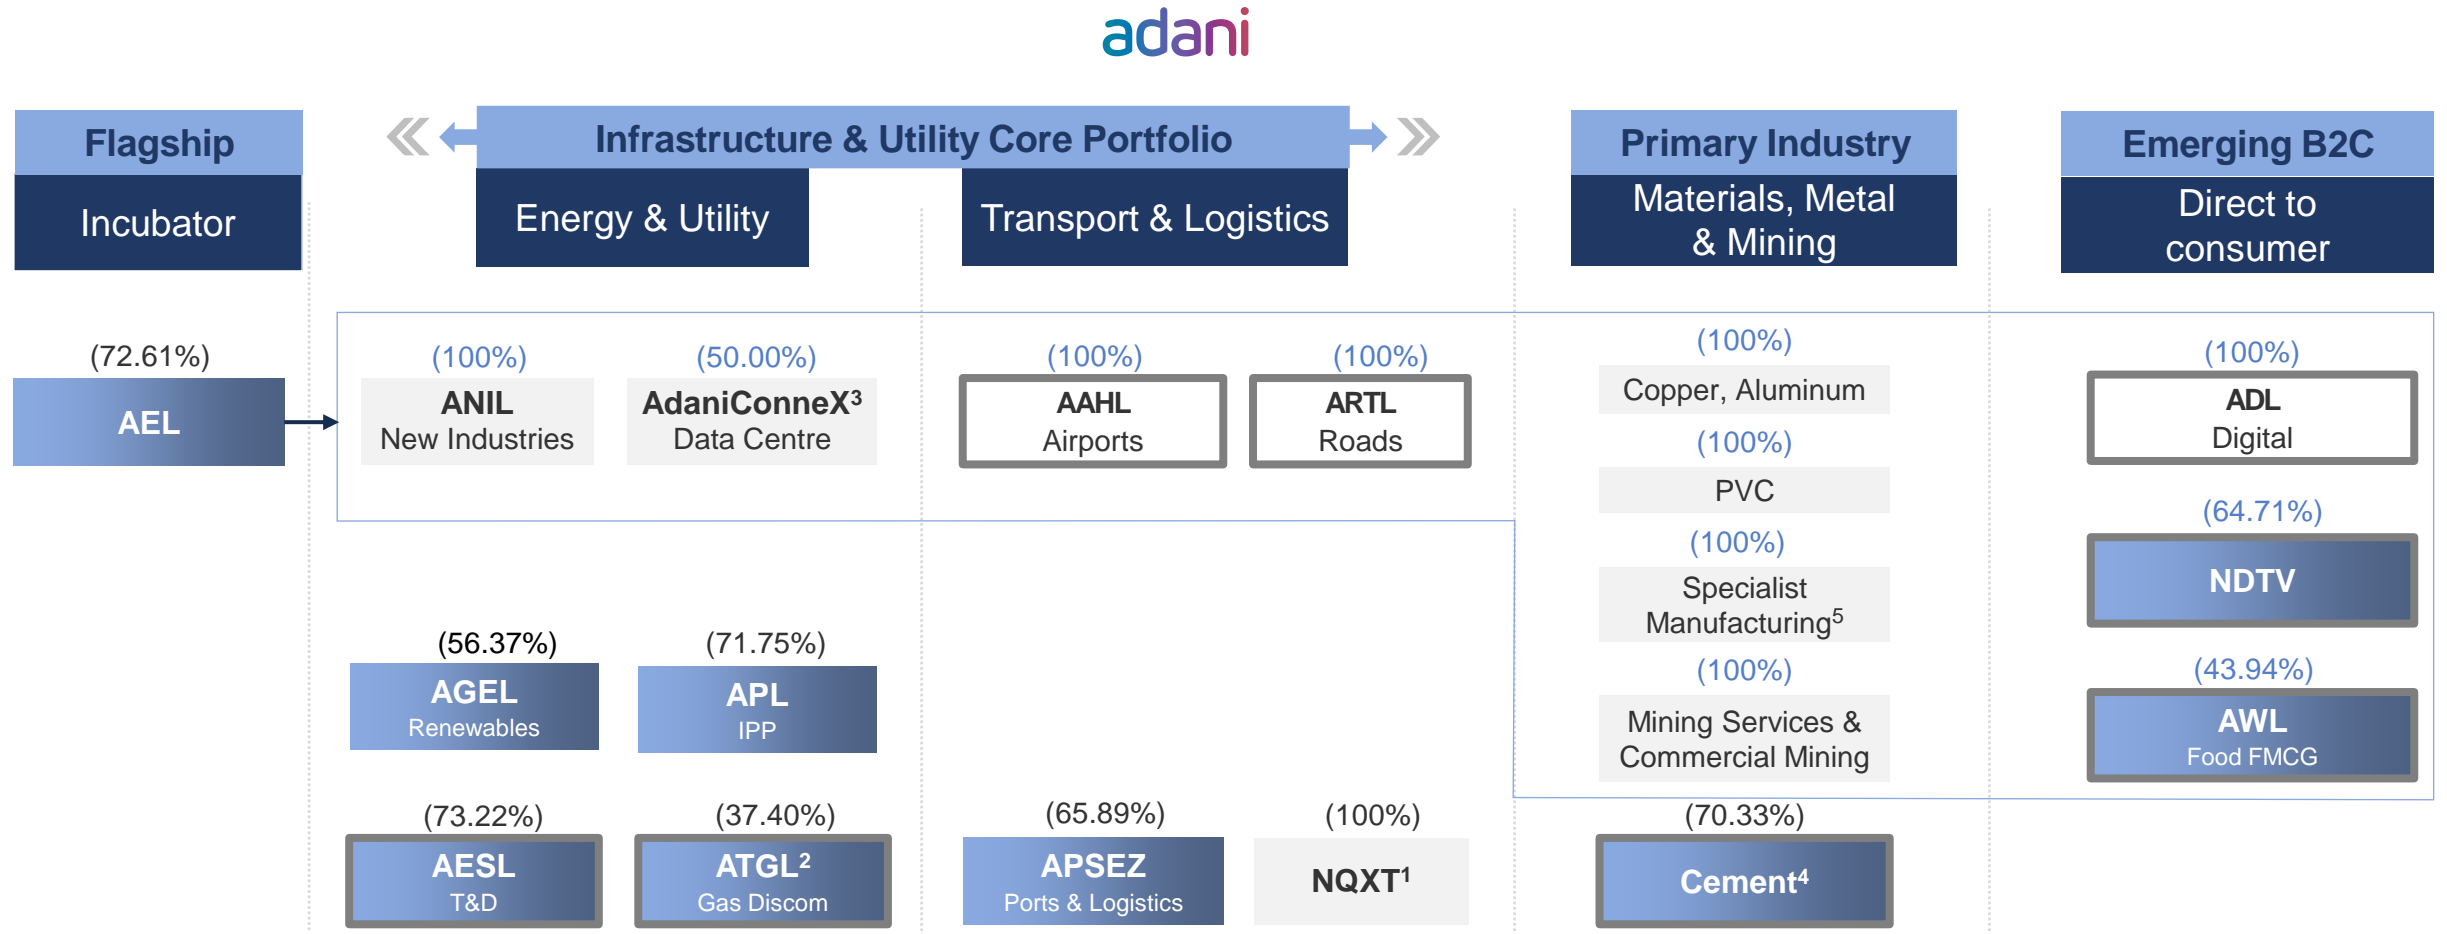 adani
Flagship
Incubator
Infrastructure & Utility Core Portfolio
Energy & Utility
Transport & Logistics
Primary Industry
Materials, Metal
& Mining
Emerging B2C
Direct to
consumer
(72.61%)
AEL
(100%)
ANIL
New Industries
(50.00%)
AdaniConneX³
Data Centre
(100%)
AAHL
Airports
(100%)
ARTL
Roads
(100%)
Copper, Aluminum
(100%)
PVC
(100%)
Specialist
Manufacturing⁵
(100%)
Mining Services &
Commercial Mining
(100%)
ADL
Digital
(64.71%)
NDTV
(43.94%)
AWL
Food FMCG
(56.37%)
AGEL
Renewables
(71.75%)
APL
IPP
(73.22%)
AESL
T&D
(37.40%)
ATGL²
Gas Discom
(65.89%)
APSEZ
Ports & Logistics
(100%)
NQXT¹
(70.33%)
Cement⁴